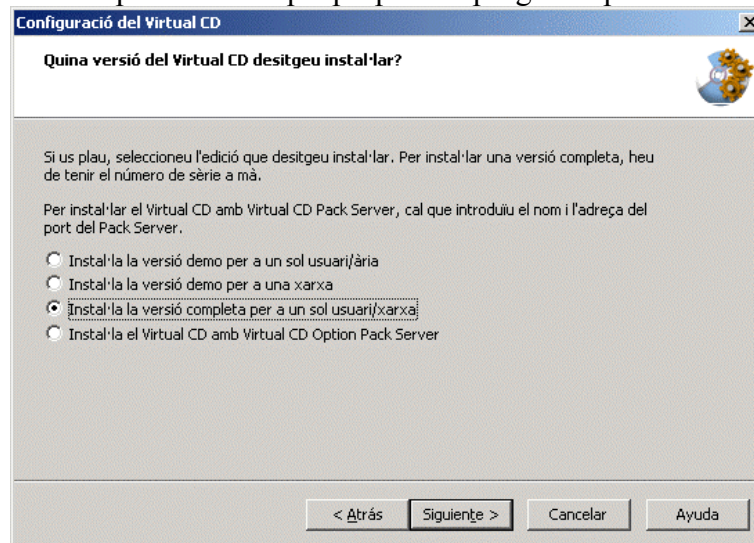 Configuració del Virtual CD
Quina versió del Virtual CD desitgeu instal·lar?
Si us plau, seleccioneu l'edició que desitgeu instal·lar. Per instal·lar una versió completa, heu
de tenir el número de sèrie a mà.
Per instal·lar el Virtual CD amb Virtual CD Pack Server, cal que introduïu el nom i l'adreça del
port del Pack Server.
Instal·la la versió demo per a un sol usuari/ària
Instal·la la versió demo per a una xarxa
Instal·la la versió completa per a un sol usuari/xarxa
Instal·la el Virtual CD amb Virtual CD Option Pack Server
< Atrás Siguiente > Cancelar Ayuda